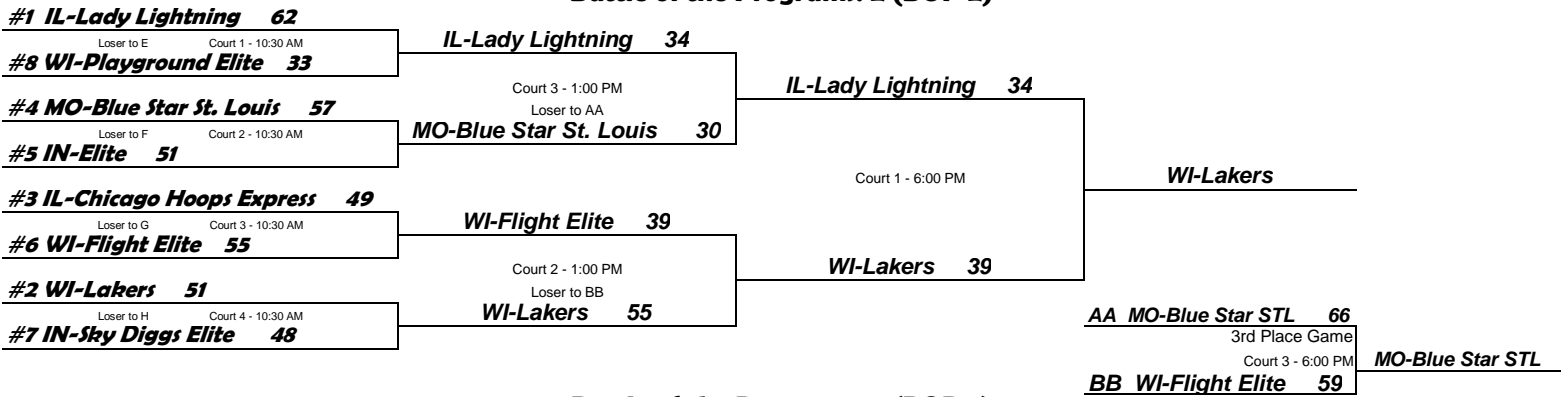 #1 IL-Lady Lightning 62
Loser to E Court 1 - 10:30 AM
#8 WI-Playground Elite 33
IL-Lady Lightning 34
Court 3 - 1:00 PM
Loser to AA
MO-Blue Star St. Louis 30
#4 MO-Blue Star St. Louis 57
Loser to F Court 2 - 10:30 AM
#5 IN-Elite 51
IL-Lady Lightning 34
Court 1 - 6:00 PM
WI-Lakers
#3 IL-Chicago Hoops Express 49
Loser to G Court 3 - 10:30 AM
#6 WI-Flight Elite 55
WI-Flight Elite 39
Court 2 - 1:00 PM
Loser to BB
WI-Lakers 55
WI-Lakers 39
#2 WI-Lakers 51
Loser to H Court 4 - 10:30 AM
#7 IN-Sky Diggs Elite 48
AA MO-Blue Star STL 66
3rd Place Game
Court 3 - 6:00 PM
MO-Blue Star STL
BB WI-Flight Elite 59